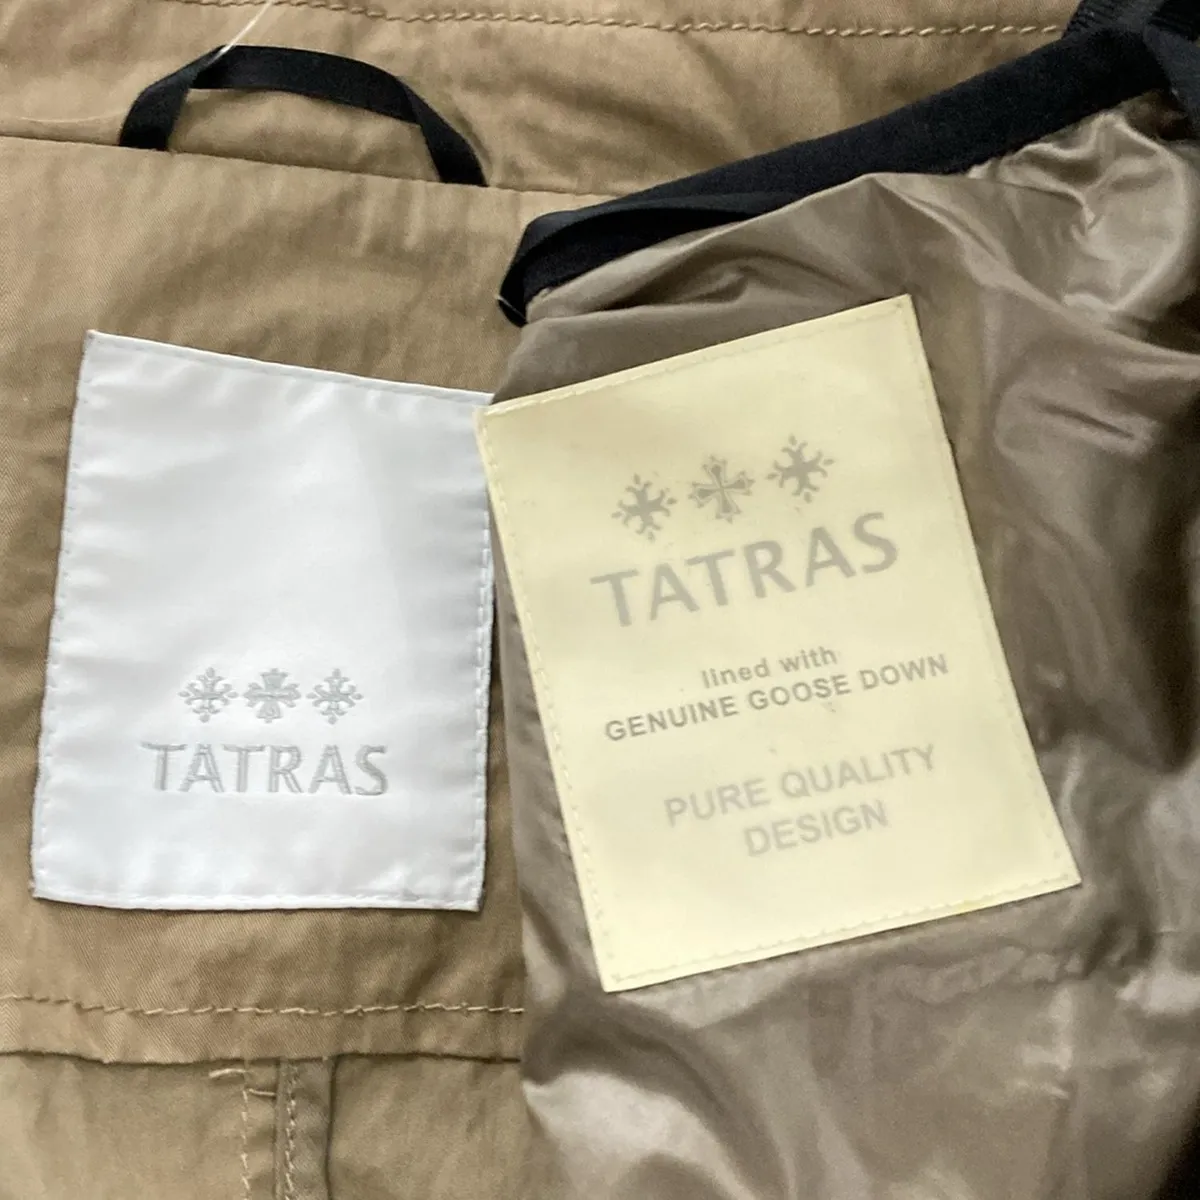 TATRAS
TATRAS
lined with
GENUINE GOOSE DOWN
PURE QUALITY
DESIGN